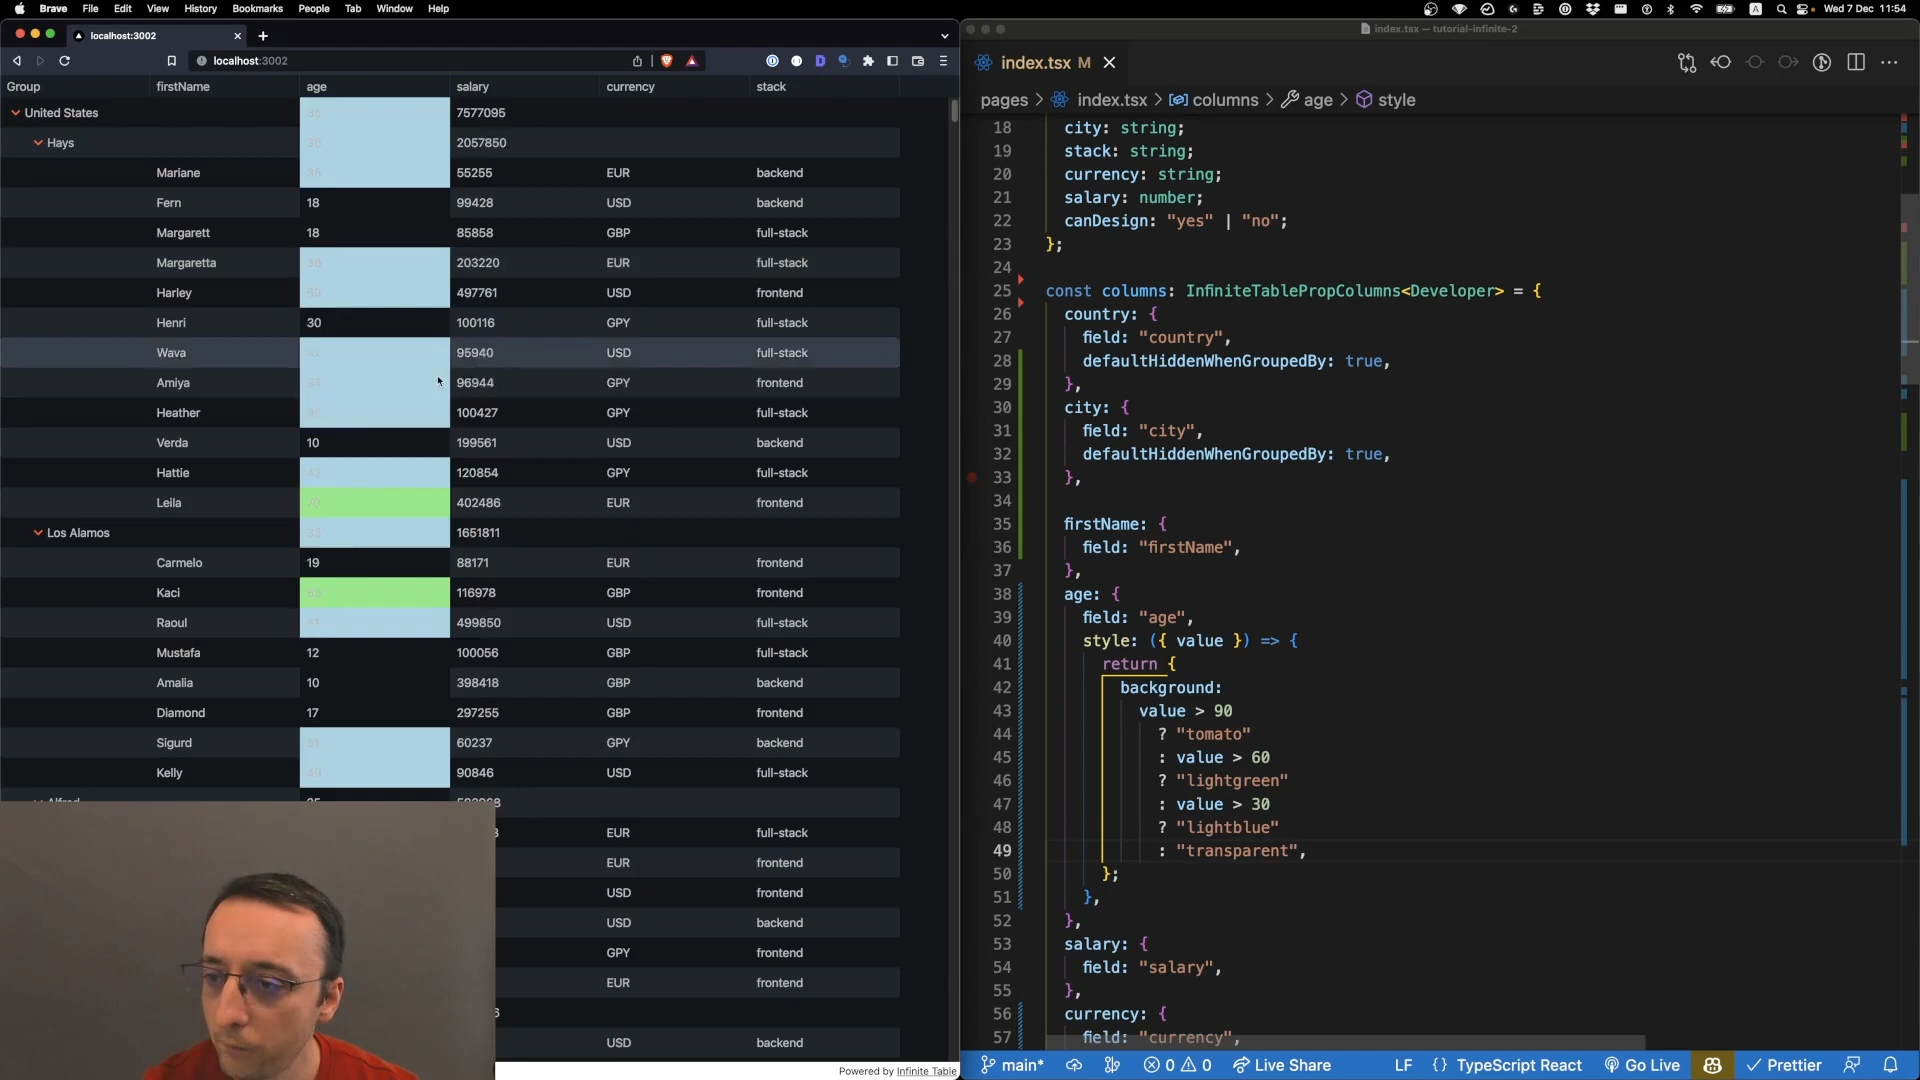 Brave File Edit View History Bookmarks People Tab Window Help Wed 7 Dec 11:54
localhost:3002
localhost:3002
Group firstName age salary currency stack
United States 7577095
Hays 2057850
Mariane 55255 EUR backend
Fern 18 99428 USD backend
Margarett 18 85858 GBP full-stack
Margaretta 203220 EUR full-stack
Harley 497761 USD frontend
Henri 30 100116 GPY full-stack
Wava 95940 USD full-stack
Amiya 96944 GPY frontend
Heather 100427 GPY full-stack
Verda 10 199561 USD backend
Hattie 120854 GPY full-stack
Leila 402486 EUR frontend
Los Alamos 1651811
Carmelo 19 88171 EUR frontend
Kaci 116978 GBP frontend
Raoul 499850 USD full-stack
Mustafa 12 100056 GBP full-stack
Amalia 10 398418 GBP backend
Diamond 17 297255 GBP frontend
Sigurd 60237 GPY backend
Kelly 90846 USD full-stack
EUR full-stack
EUR frontend
USD frontend
USD backend
GPY frontend
EUR frontend
USD backend
Powered by Infinite Table
index.tsx — tutorial-infinite-2
index.tsx M
pages > index.tsx > columns > age > style
18 city: string;
19 stack: string;
20 currency: string;
21 salary: number;
22 canDesign: "yes" | "no";
23 };
24
25 const columns: InfiniteTablePropColumns<Developer> = {
26 country: {
27 field: "country",
28 defaultHiddenWhenGroupedBy: true,
29 },
30 city: {
31 field: "city",
32 defaultHiddenWhenGroupedBy: true,
33 },
34
35 firstName: {
36 field: "firstName",
37 },
38 age: {
39 field: "age",
40 style: ({ value }) => {
41 return {
42 background:
43 value > 90
44 ? "tomato"
45 : value > 60
46 ? "lightgreen"
47 : value > 30
48 ? "lightblue"
49 : "transparent",
50 };
51 },
52 },
53 salary: {
54 field: "salary",
55 },
56 currency: {
57 field: "currency",
main* 0 0 Live Share LF {} TypeScript React Go Live Prettier